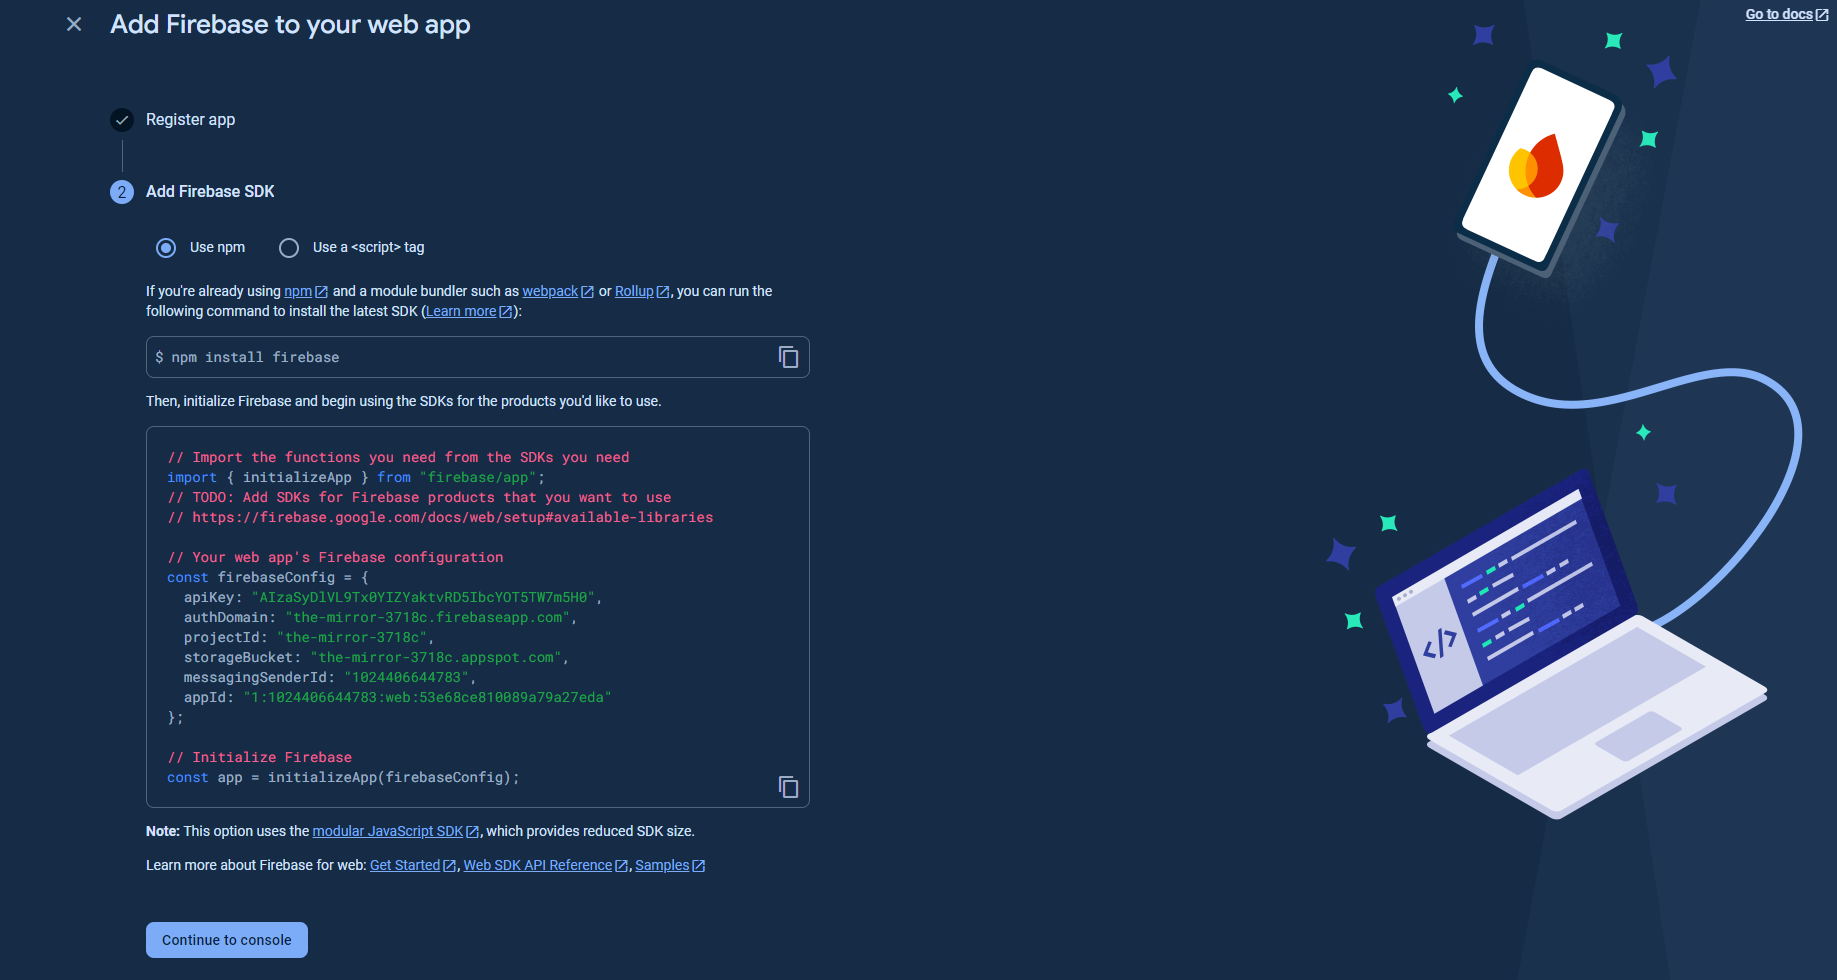 Add Firebase to your web app
Go to docs
Register app
2 Add Firebase SDK
Use npm Use a <script> tag
If you're already using npm and a module bundler such as webpack or Rollup, you can run the
following command to install the latest SDK (Learn more):
$ npm install firebase
Then, initialize Firebase and begin using the SDKs for the products you'd like to use.
// Import the functions you need from the SDKs you need
import { initializeApp } from "firebase/app";
// TODO: Add SDKs for Firebase products that you want to use
// https://firebase.google.com/docs/web/setup#available-libraries
// Your web app's Firebase configuration
const firebaseConfig = {
apiKey: "AIzaSyDlVL9Tx0YIZYaktvRD5IbcYOT5TW7m5H0",
authDomain: "the-mirror-3718c.firebaseapp.com",
projectId: "the-mirror-3718c",
storageBucket: "the-mirror-3718c.appspot.com",
messagingSenderId: "1024406644783",
appId: "1:1024406644783:web:53e68ce810089a79a27eda"
};
// Initialize Firebase
const app = initializeApp(firebaseConfig);
Note: This option uses the modular JavaScript SDK, which provides reduced SDK size.
Learn more about Firebase for web: Get Started, Web SDK API Reference, Samples
Continue to console
<//>